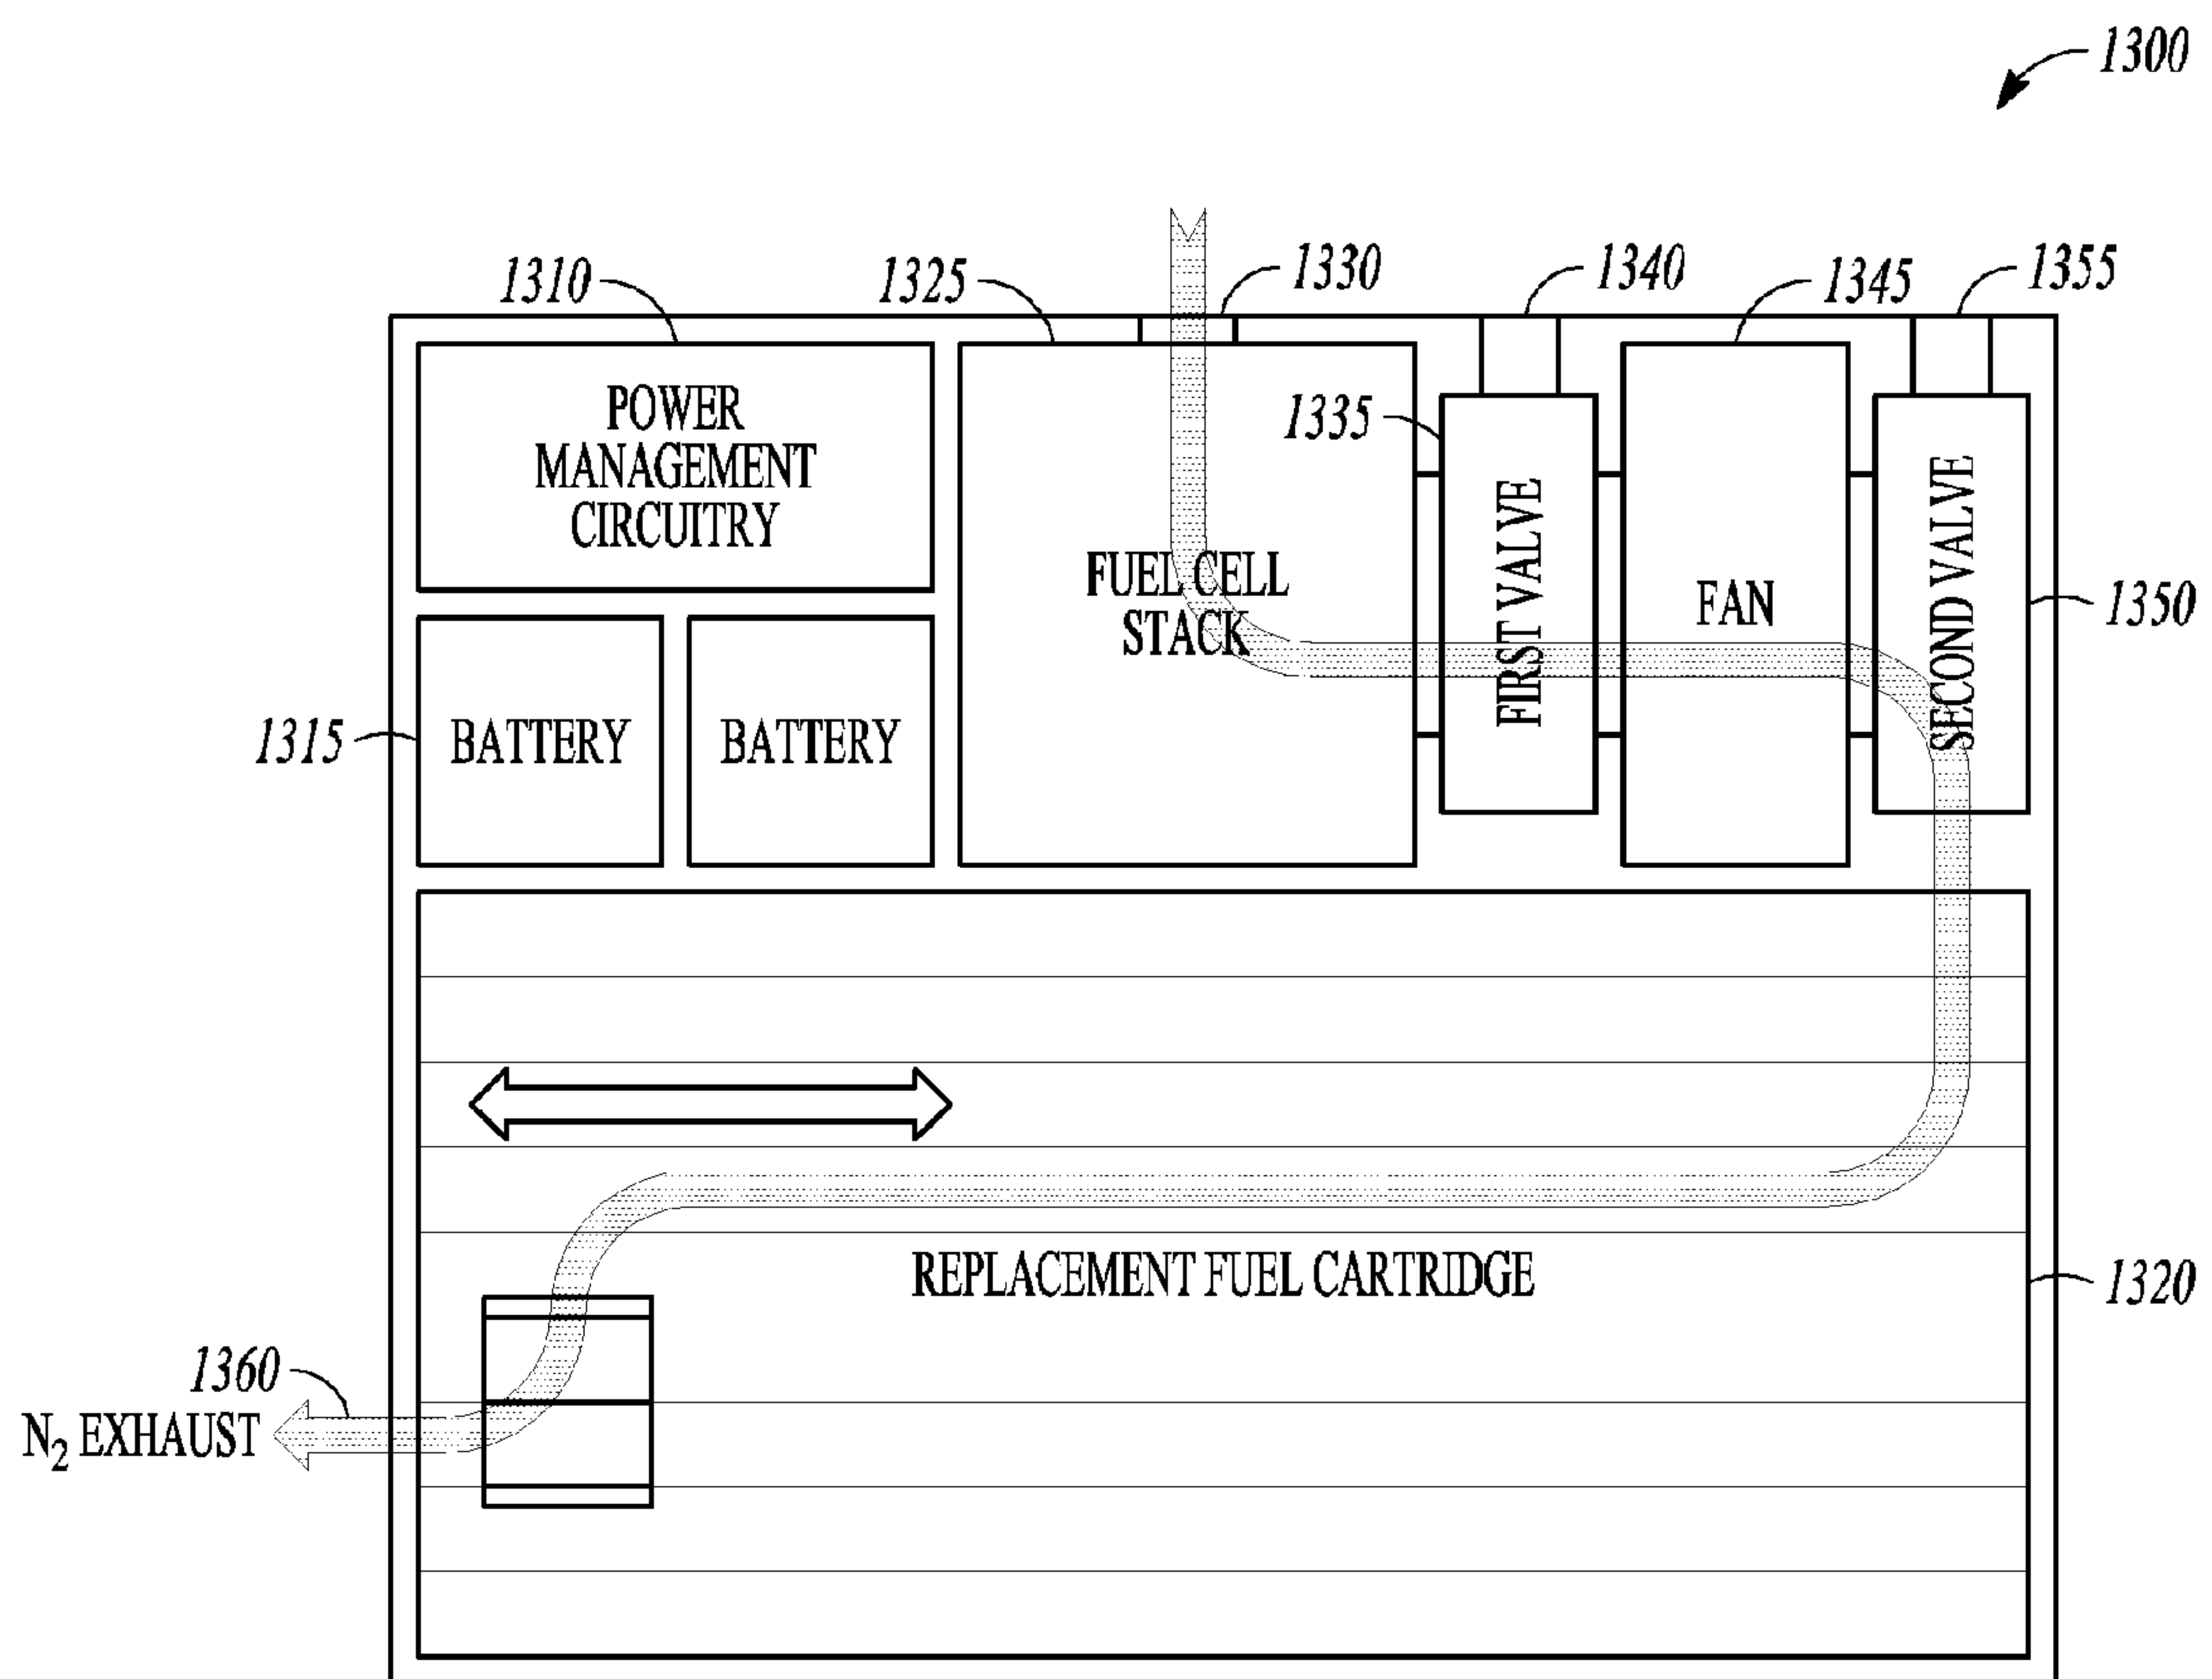 1300
1310
1325
1330
1340
1345
1355
POWER
MANAGEMENT
CIRCUITRY
1335
FIRST VALVE
SECOND VALVE
FUEL CELL
STACK
FAN
1350
1315
BATTERY
BATTERY
REPLACEMENT FUEL CARTRIDGE
1320
1360
N₂ EXHAUST